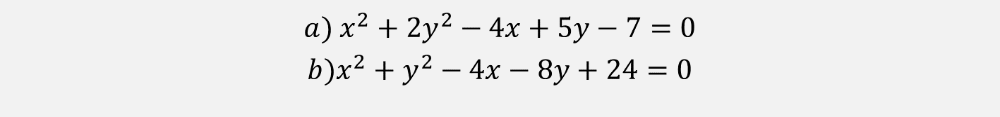 a) x² + 2y² − 4x + 5y − 7 = 0
b)x² + y² − 4x − 8y + 24 = 0